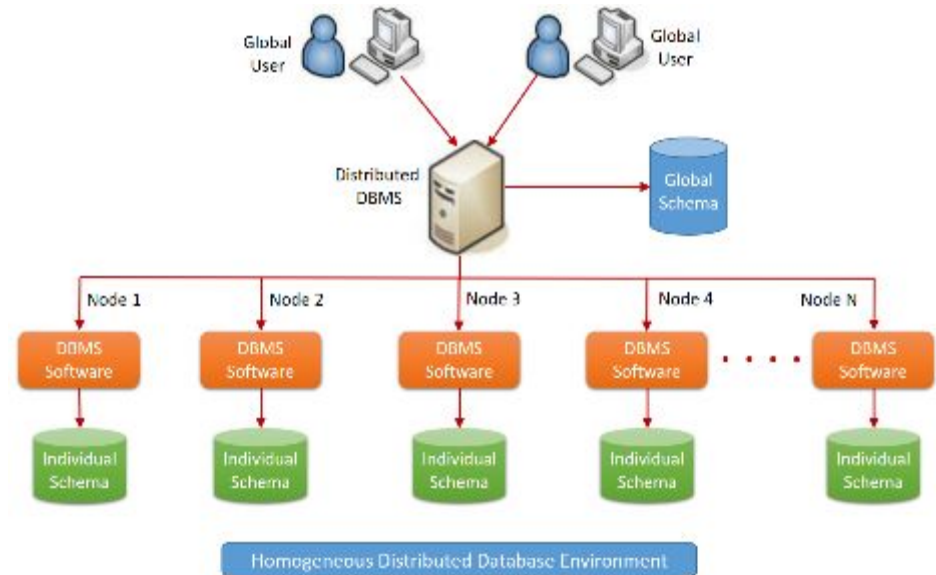 Global
User
Global
User
Distributed
DBMS
Global
Schema
Node 1
Node 2
Node 3
Node 4
Node N
DBMS
Software
DBMS
Software
DBMS
Software
DBMS
Software
DBMS
Software
Individual
Schema
Individual
Schema
Individual
Schema
Individual
Schema
Individual
Schema
Homogeneous Distributed Database Environment